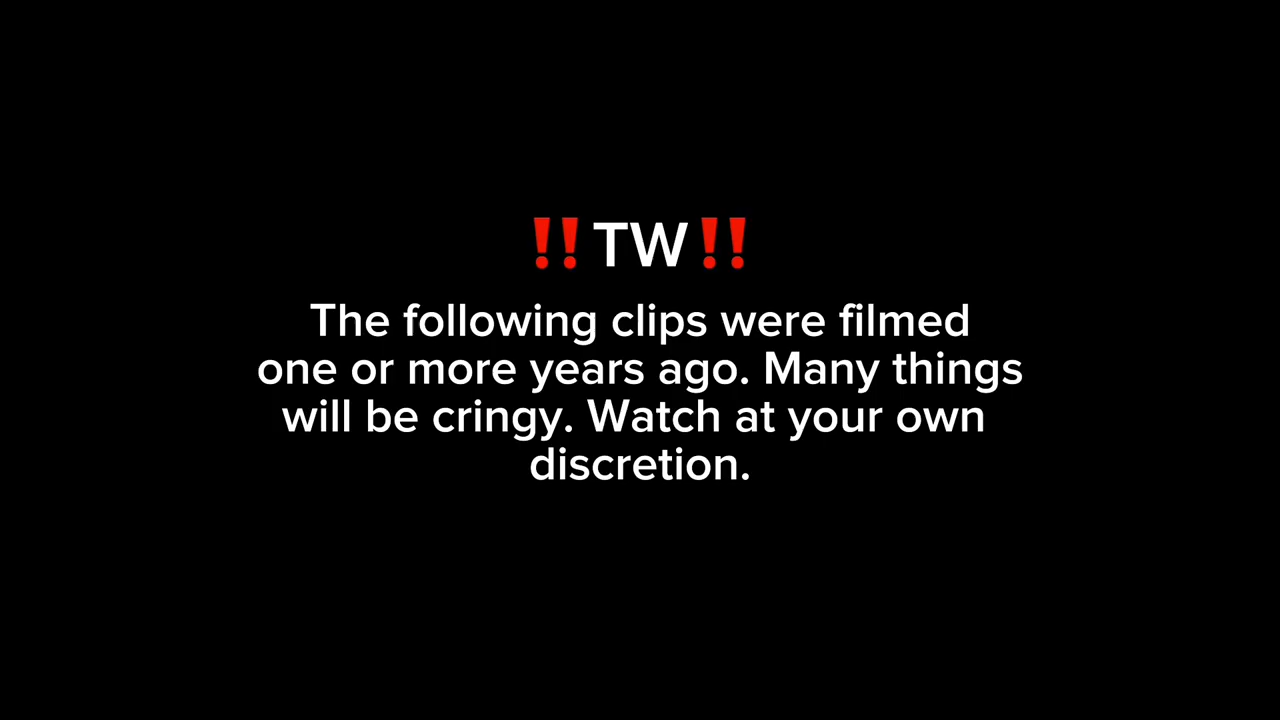 ‼️TW‼️
The following clips were filmed
one or more years ago. Many things
will be cringy. Watch at your own
discretion.